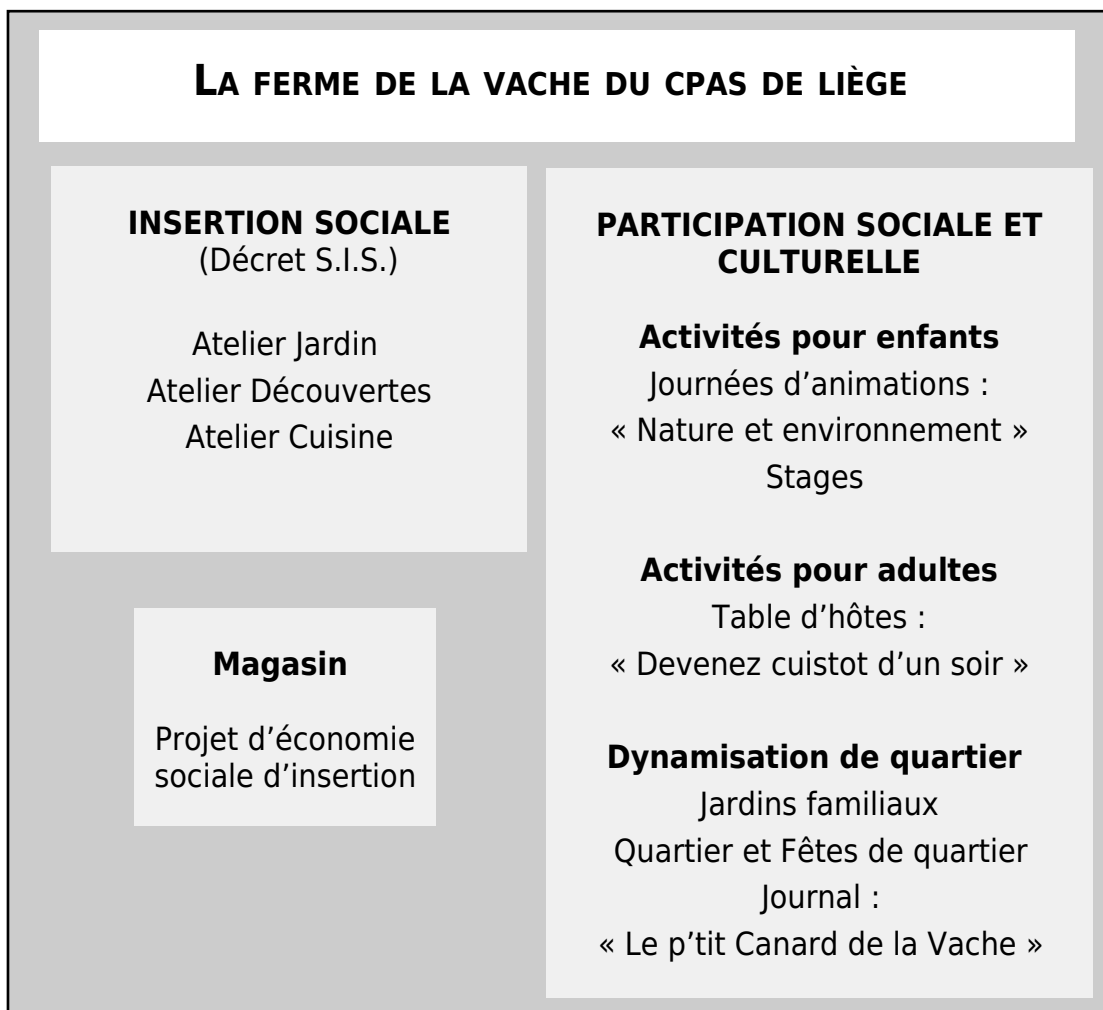 LA FERME DE LA VACHE DU CPAS DE LIÈGE
INSERTION SOCIALE
(Décret S.I.S.)
Atelier Jardin
Atelier Découvertes
Atelier Cuisine
Magasin
Projet d’économie
sociale d’insertion
PARTICIPATION SOCIALE ET
CULTURELLE
Activités pour enfants
Journées d’animations :
« Nature et environnement »
Stages
Activités pour adultes
Table d’hôtes :
« Devenez cuistot d’un soir »
Dynamisation de quartier
Jardins familiaux
Quartier et Fêtes de quartier
Journal :
« Le p’tit Canard de la Vache »